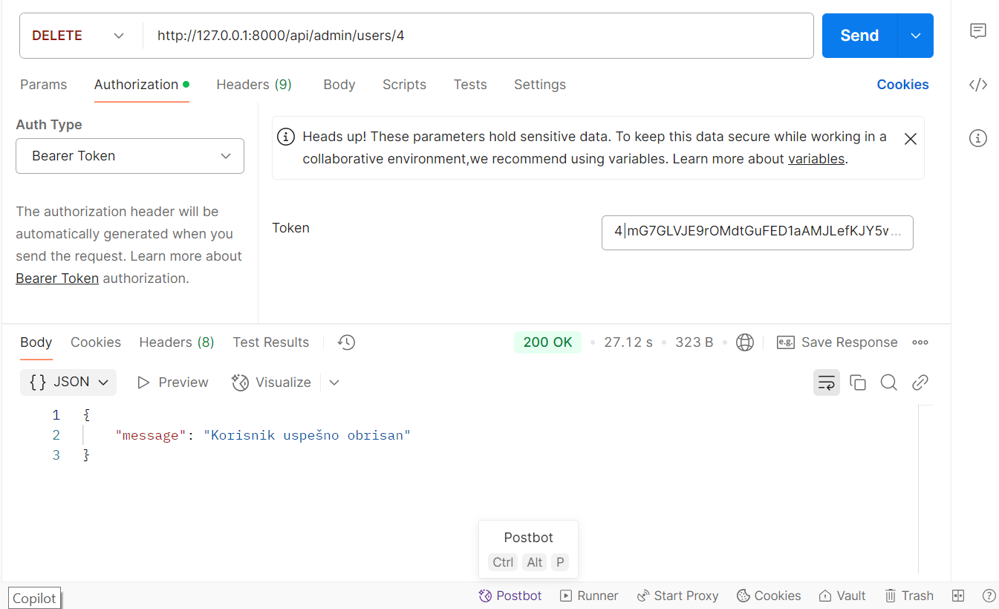 DELETE http://127.0.0.1:8000/api/admin/users/4 Send
Params Authorization Headers (9) Body Scripts Tests Settings Cookies
Auth Type
Bearer Token
The authorization header will be
automatically generated when you
send the request. Learn more about
Bearer Token authorization.
Heads up! These parameters hold sensitive data. To keep this data secure while working in a
collaborative environment,we recommend using variables. Learn more about variables.
Token 4|mG7GLVJE9rOMdtGuFED1aAMJLefKJY5w...
Body Cookies Headers (8) Test Results 200 OK 27.12 s 323 B e.g. Save Response
{} JSON Preview Visualize
1 {
2 "message": "Korisnik uspešno obrisan"
3 }
Postbot
Ctrl Alt P
Copilot
Postbot Runner Start Proxy Cookies Vault Trash